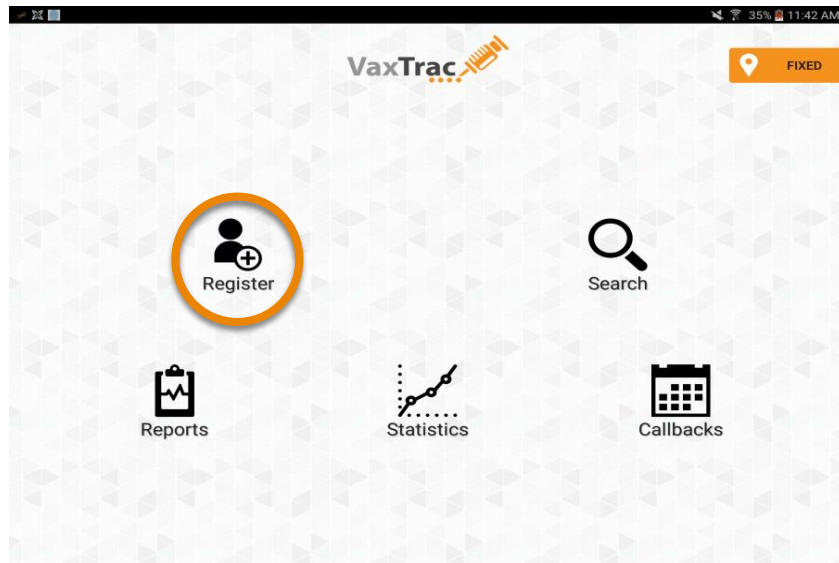 35% 11:42 AM
VaxTrac
FIXED
Register
Search
Reports
Statistics
Callbacks